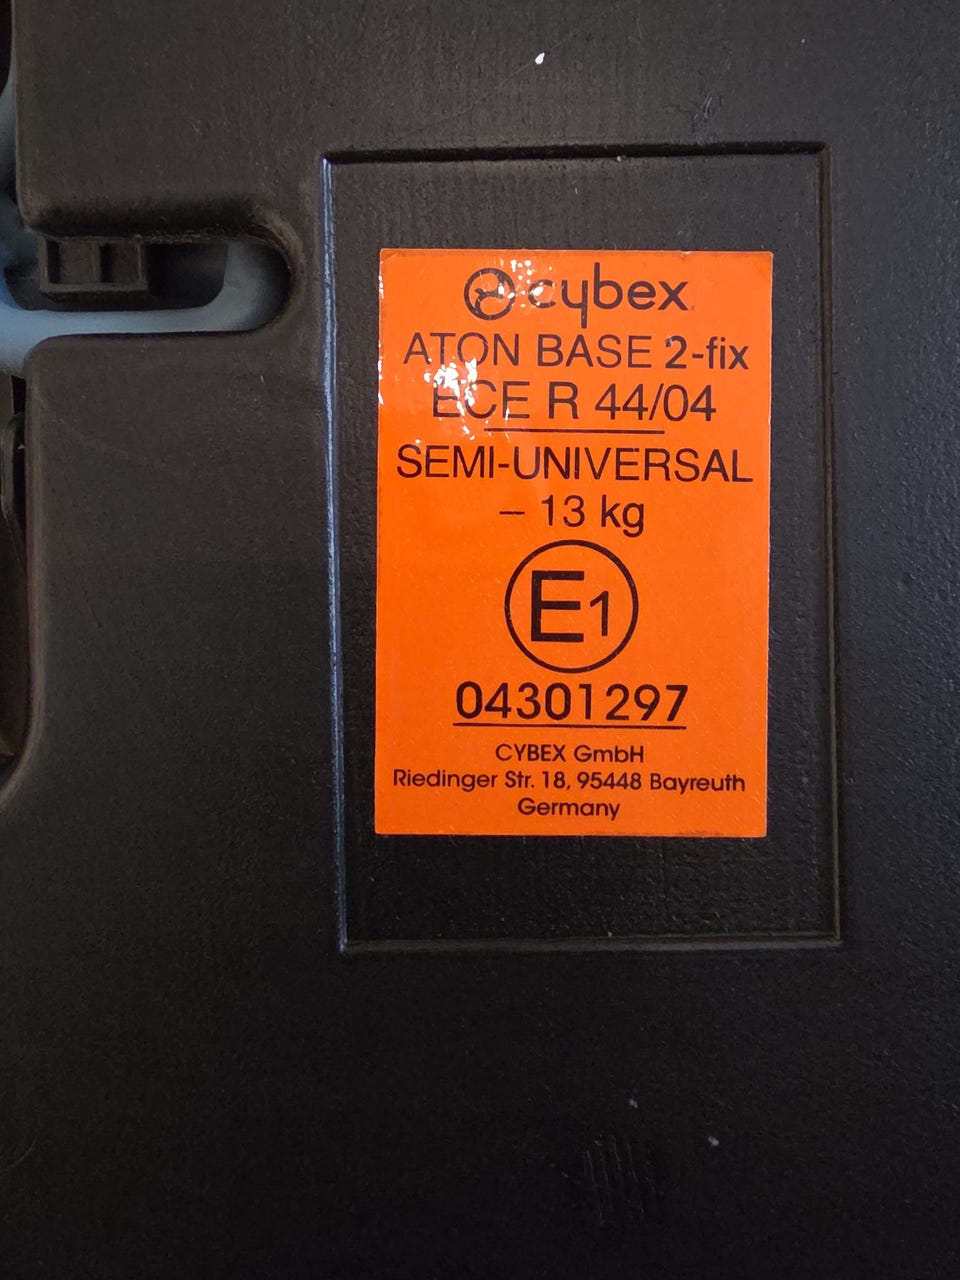 cybex
ATON BASE 2-fix
ECE R 44/04
SEMI-UNIVERSAL
– 13 kg
E1
04301297
CYBEX GmbH
Riedinger Str. 18, 95448 Bayreuth
Germany